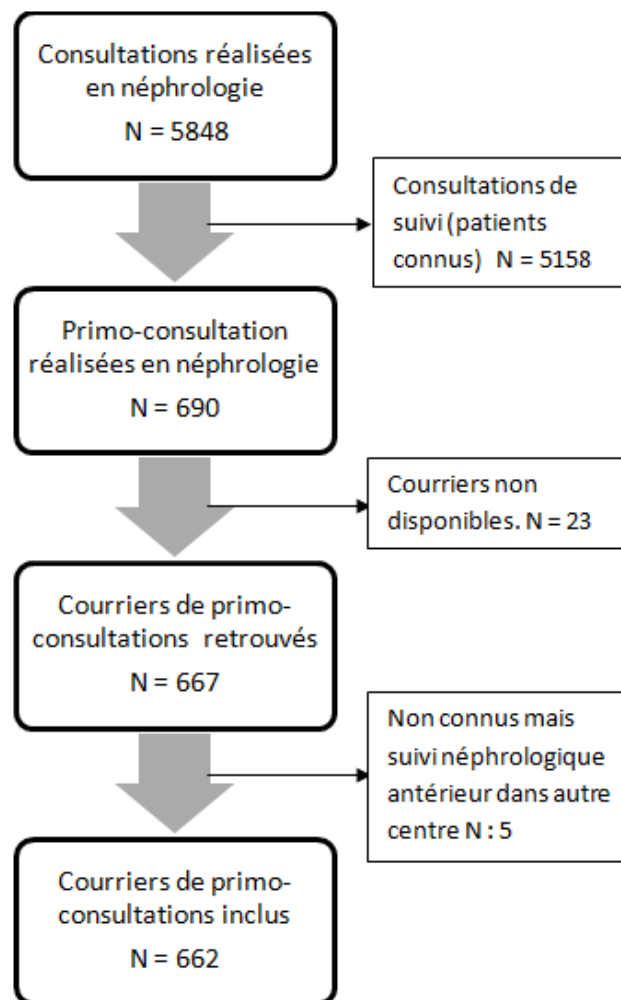 Consultations réalisées
en néphrologie
N = 5848
Consultations de
suivi (patients
connus) N = 5158
Primo-consultation
réalisées en néphrologie
N = 690
Courriers non
disponibles. N = 23
Courriers de primo-
consultations retrouvés
N = 667
Non connus mais
suivi néphrologique
antérieur dans autre
centre N : 5
Courriers de primo-
consultations inclus
N = 662